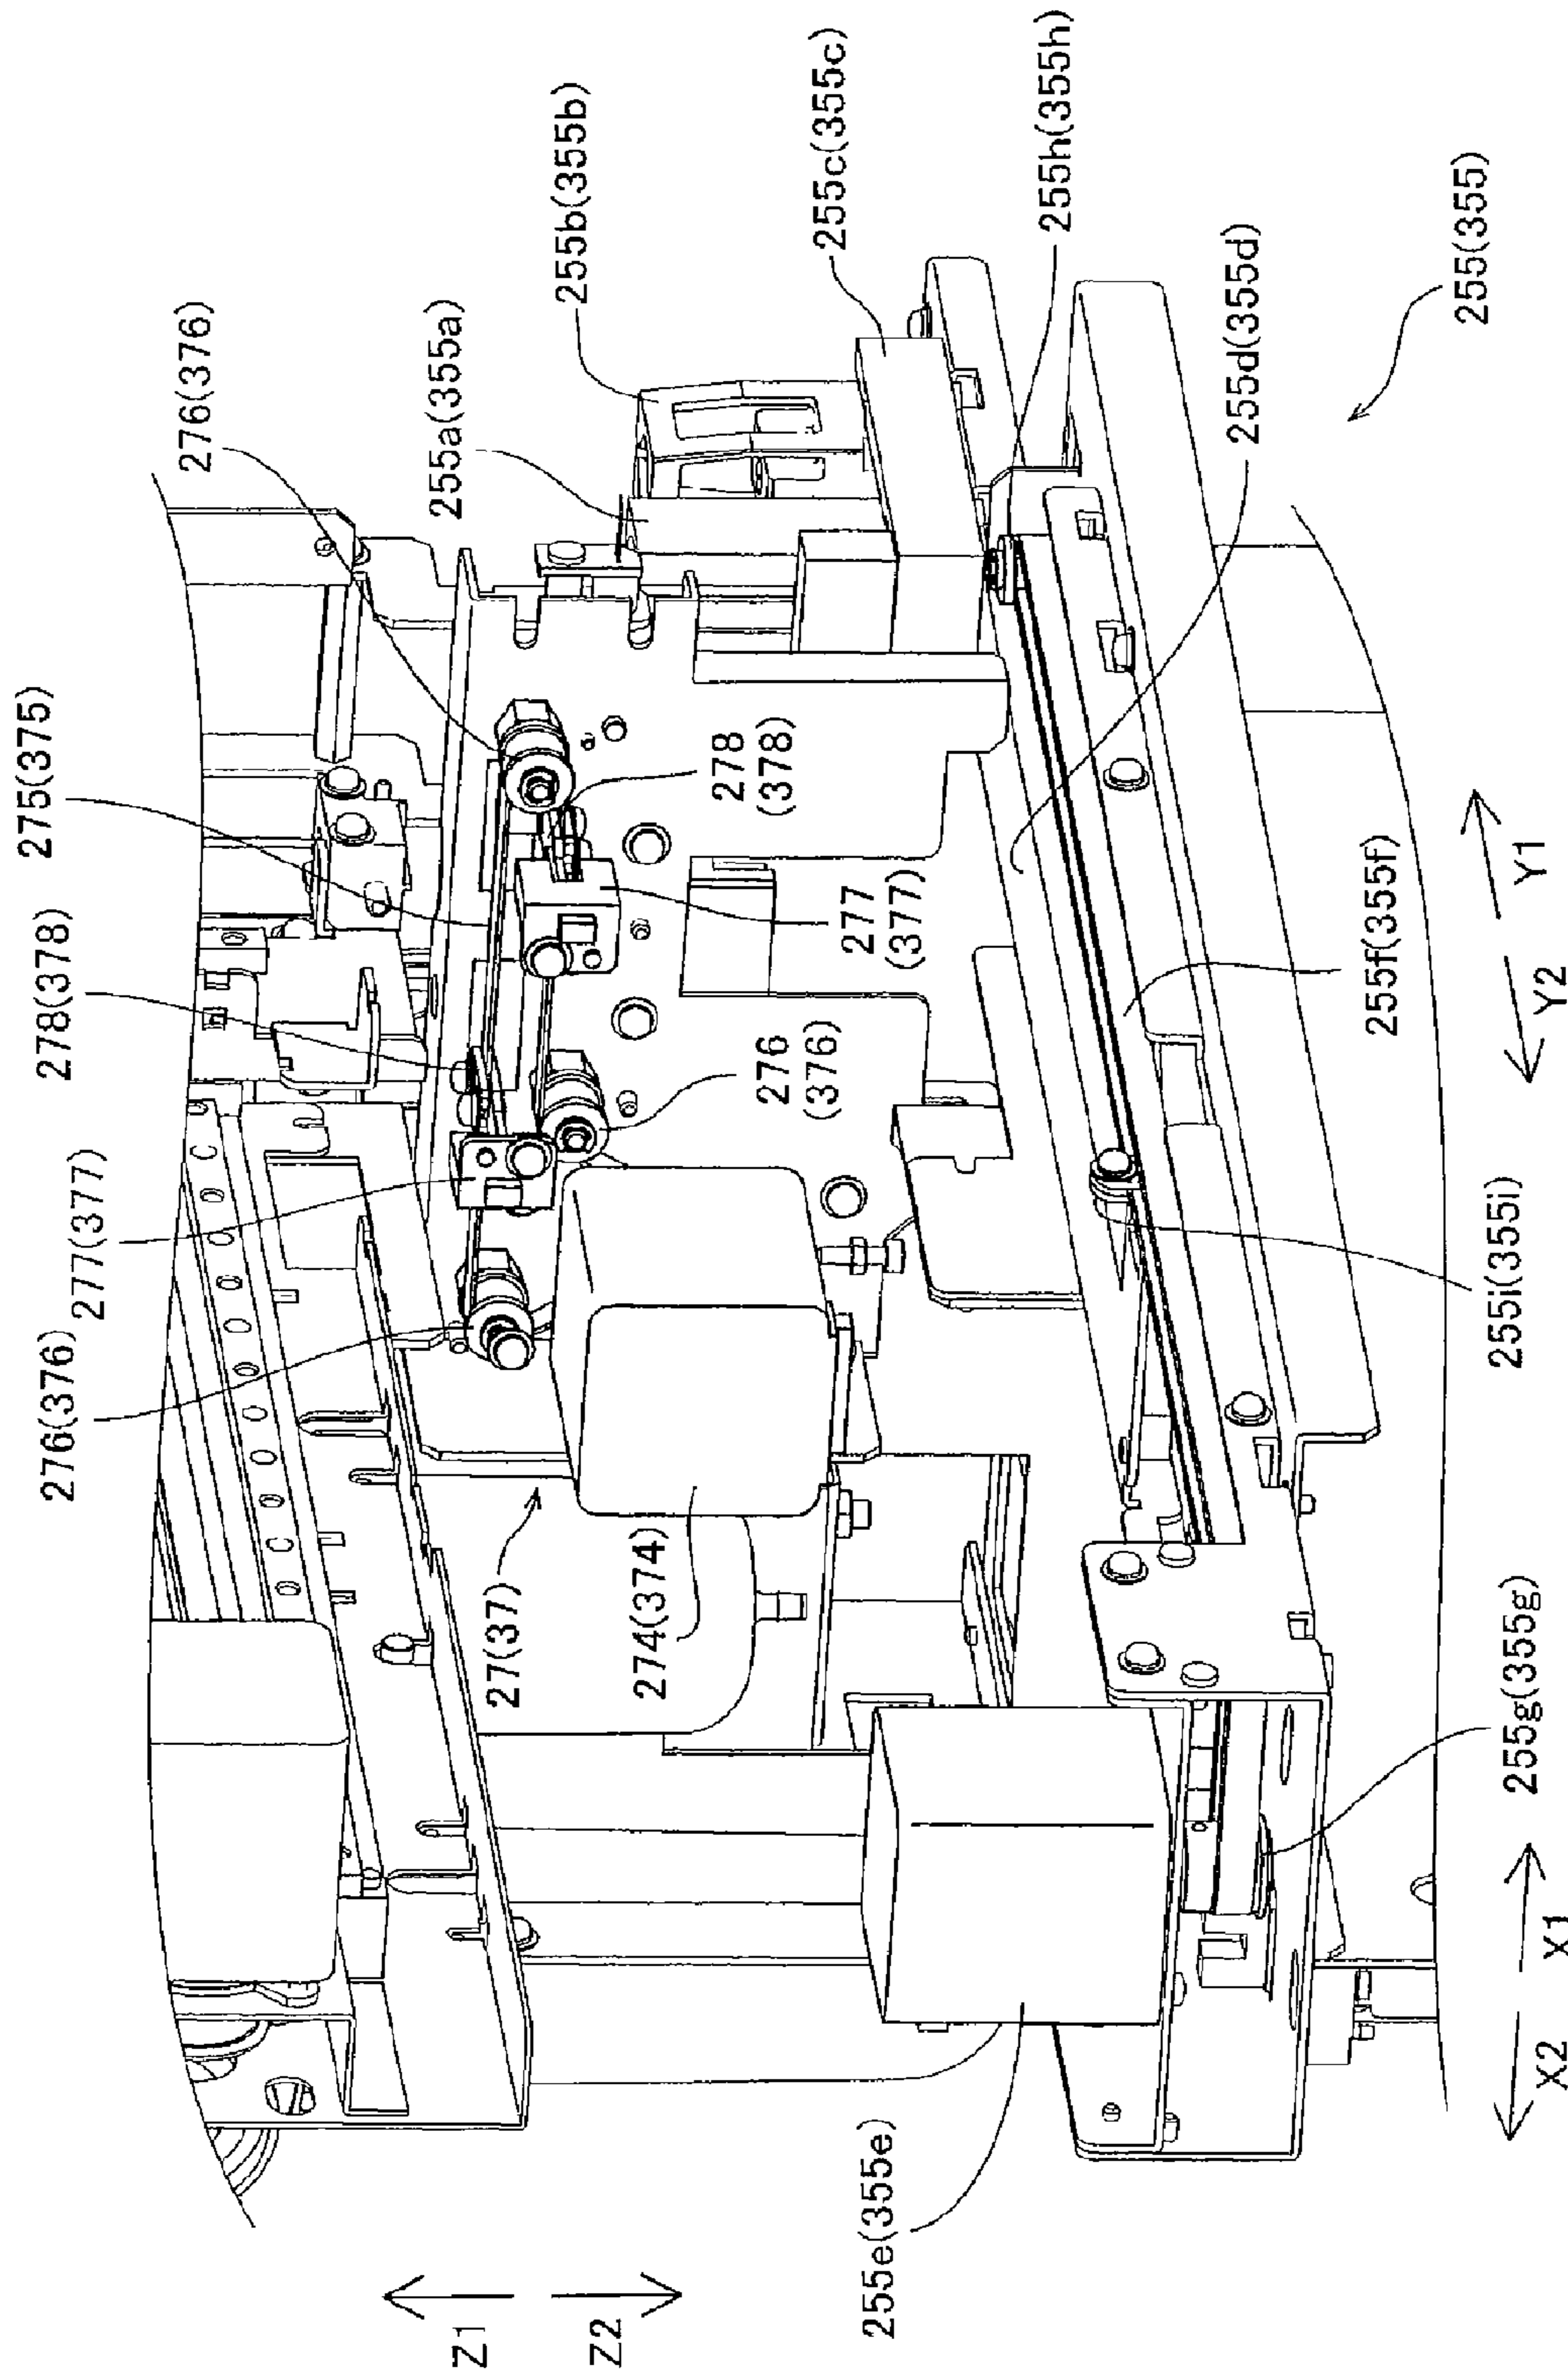 275(375)
278(378)
277(377)
276(376)
276(376)
255a(355a)
255b(355b)
255c(355c)
255h(355h)
278
(378)
277
(377)
276
(376)
27(37)
274(374)
255d(355d)
255(355)
255f(355f)
255i(355i)
255g(355g)
255e(355e)
Z1
Z2
Y1
Y2
X1
X2